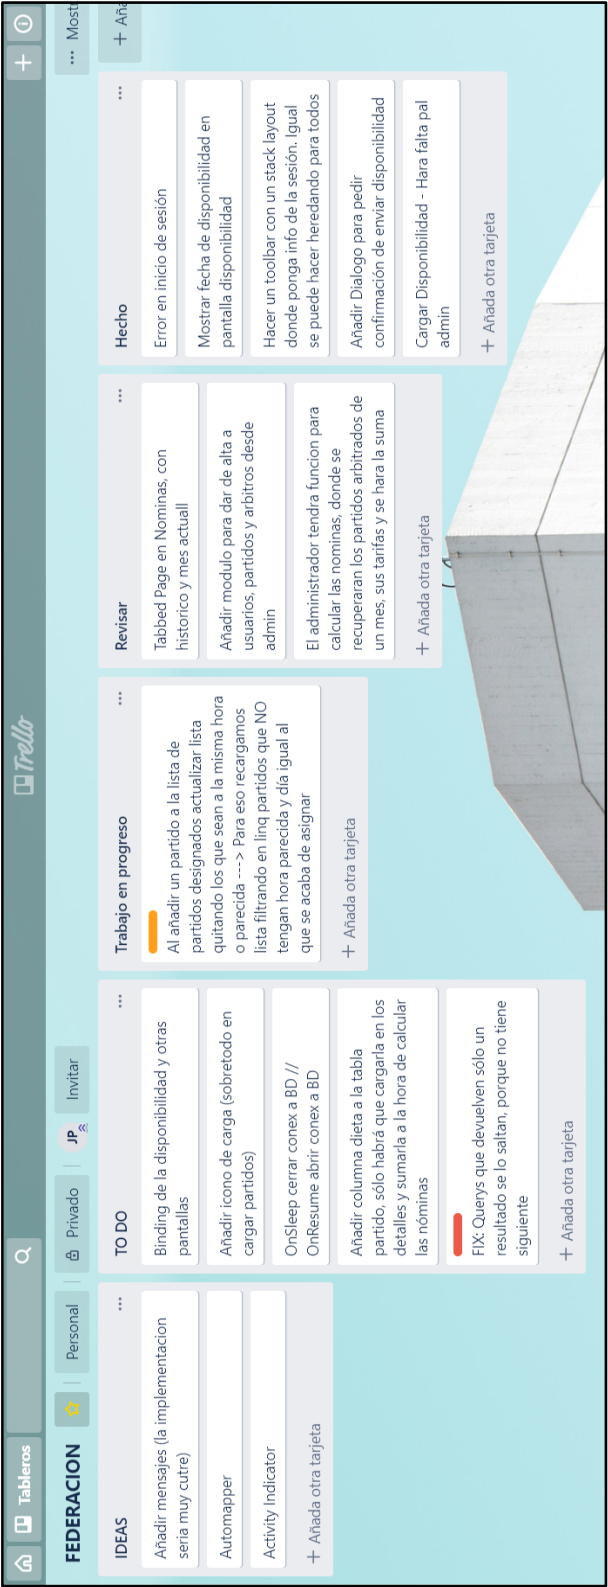 Tableros
Trello
FEDERACION
Personal
Privado
JP
Invitar
... Most
IDEAS
...
Añadir mensajes (la implementacion
seria muy cutre)
Automapper
Activity Indicator
+ Añada otra tarjeta
TO DO
...
Binding de la disponibilidad y otras
pantallas
Añadir icono de carga (sobretodo en
cargar partidos)
OnSleep cerrar conex a BD //
OnResume abrir conex a BD
Añadir columna dieta a la tabla
partido, sólo habrá que cargarla en los
detalles y sumarla a la hora de calcular
las nóminas
FIX: Querys que devuelven sólo un
resultado se lo saltan, porque no tiene
siguiente
+ Añada otra tarjeta
Trabajo en progreso
...
Al añadir un partido a la lista de
partidos designados actualizar lista
quitando los que sean a la misma hora
o parecida ---> Para eso recargamos
lista filtrando en linq partidos que NO
tengan hora parecida y día igual al
que se acaba de asignar
+ Añada otra tarjeta
Revisar
...
Tabbed Page en Nominas, con
historico y mes actuall
Añadir modulo para dar de alta a
usuarios, partidos y arbitros desde
admin
El administrador tendra funcion para
calcular las nominas, donde se
recuperaran los partidos arbitrados de
un mes, sus tarifas y se hara la suma
+ Añada otra tarjeta
Hecho
...
Error en inicio de sesión
Mostrar fecha de disponibilidad en
pantalla disponibilidad
Hacer un toolbar con un stack layout
donde ponga info de la sesión. Igual
se puede hacer heredando para todos
Añadir Dialogo para pedir
confirmación de enviar disponibilidad
Cargar Disponibilidad - Hara falta pal
admin
+ Añada otra tarjeta
+ Aña